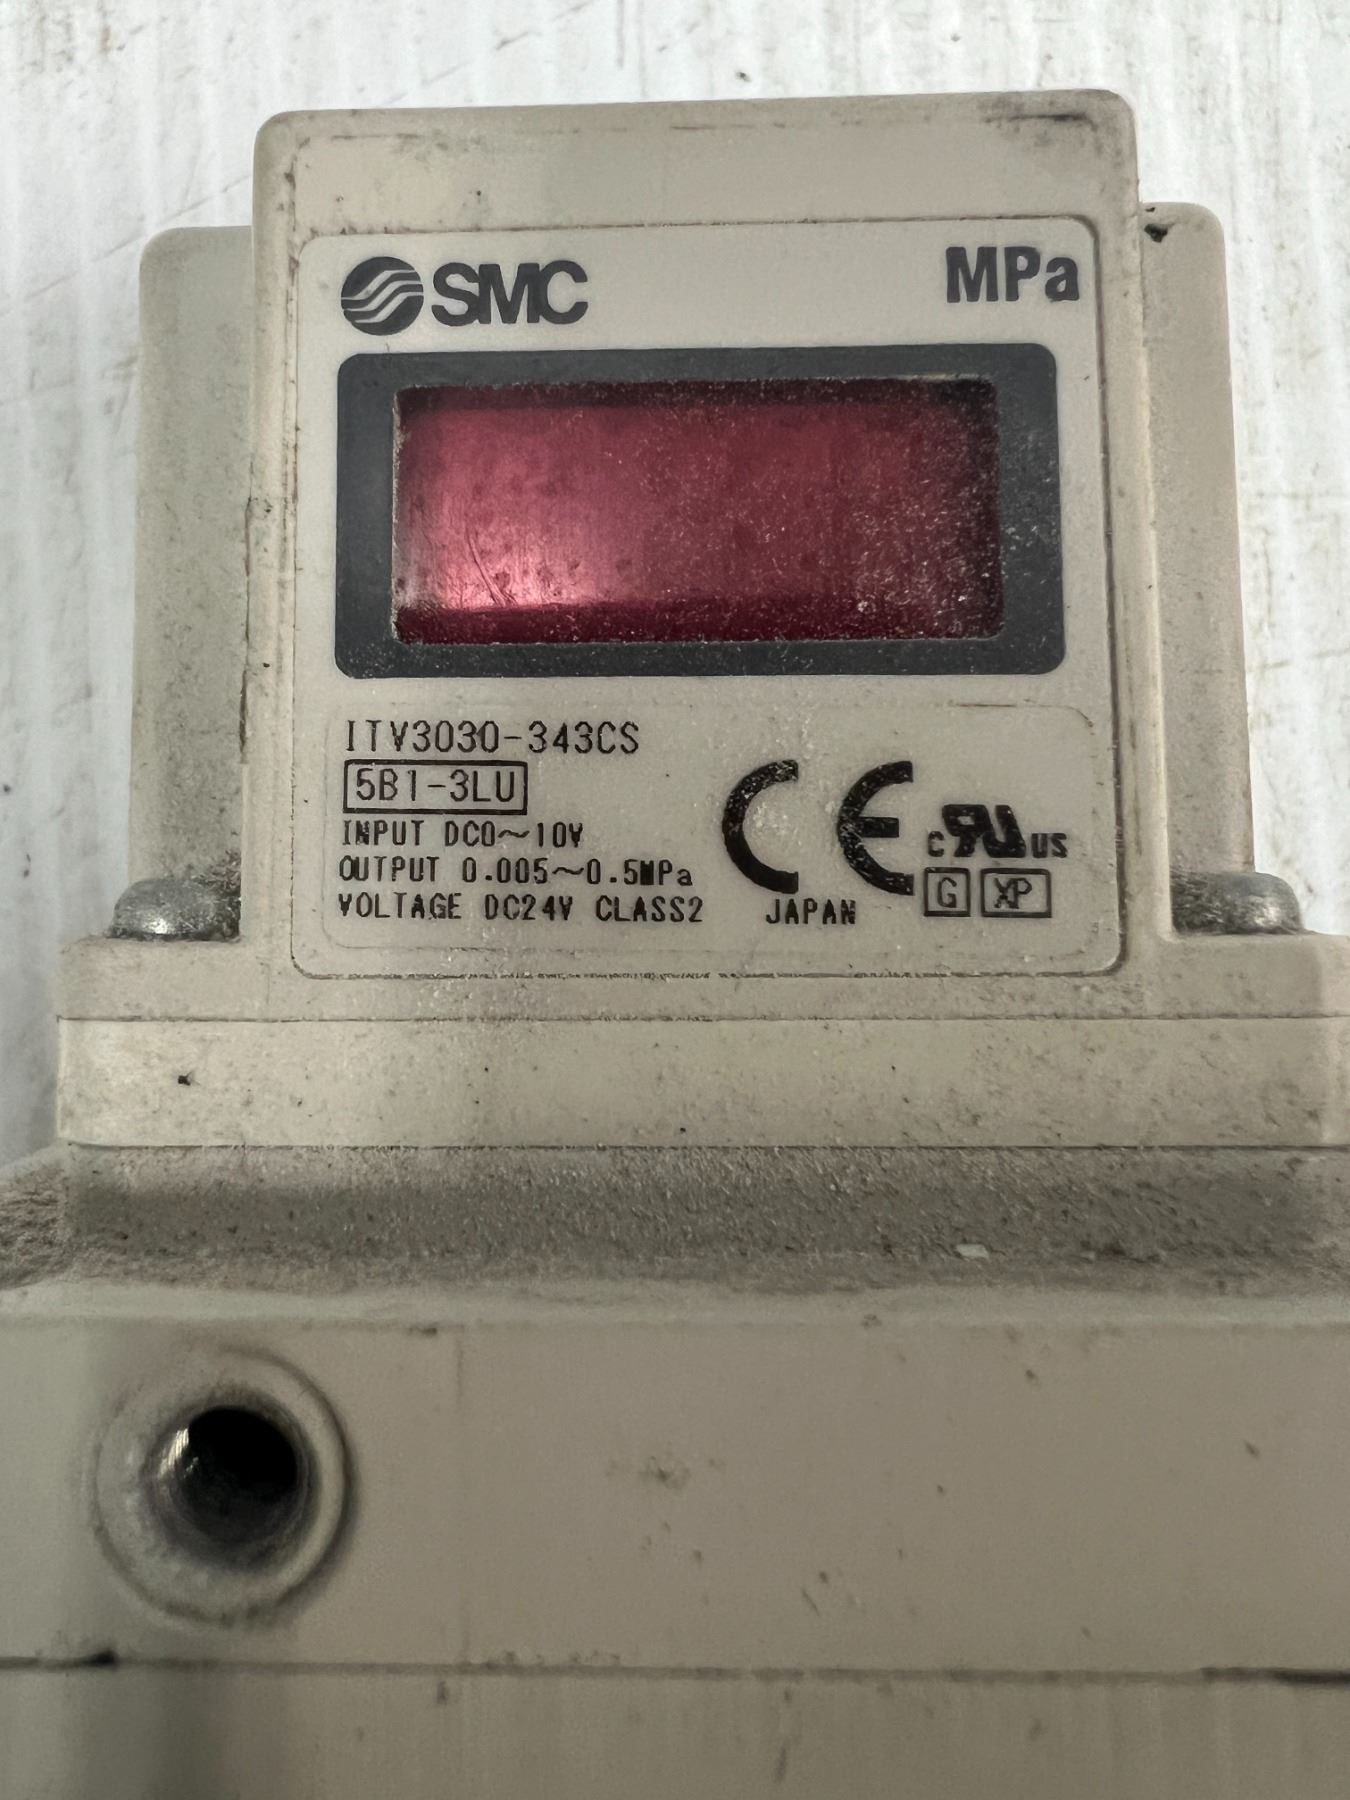 SMC
MPa
ITV3030-343CS
5B1-3LU
INPUT DC0～10V
OUTPUT 0.005～0.5MPa
VOLTAGE DC24V CLASS2
CE
c RU US
G XP
JAPAN